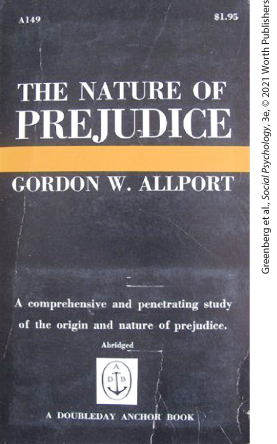 A149
$1.95
THE NATURE OF
PREJUDICE
GORDON W. ALLPORT
A comprehensive and penetrating study
of the origin and nature of prejudice.
Abridged
A
D B
A DOUBLEDAY ANCHOR BOOK
Greenberg et al., Social Psychology, 3e, © 2021 Worth Publishers